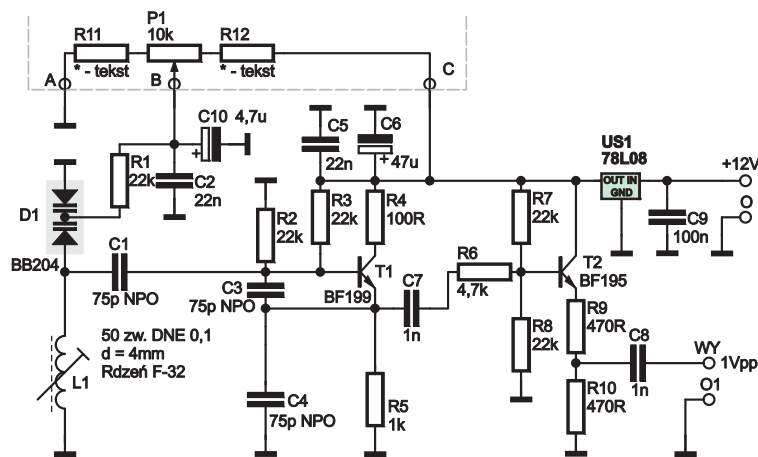 P1
R11
10k
R12
* - tekst
* - tekst
A
B
C
C10 4,7u
+
C5
22n
C6
+
47u
US1
78L08
OUT IN
GND
+12V
O
R1
22k
C2
22n
D1
BB204
R2
22k
R3
22k
R4
100R
R7
22k
C9
100n
C1
75p NPO
C3
75p NPO
T1
BF199
C7
1n
R6
4,7k
T2
BF195
R9
470R
50 zw. DNE 0,1
d = 4mm
Rdzeń F-32
L1
C4
75p NPO
R5
1k
R8
22k
R10
470R
C8
1n
WY
1Vpp
O1